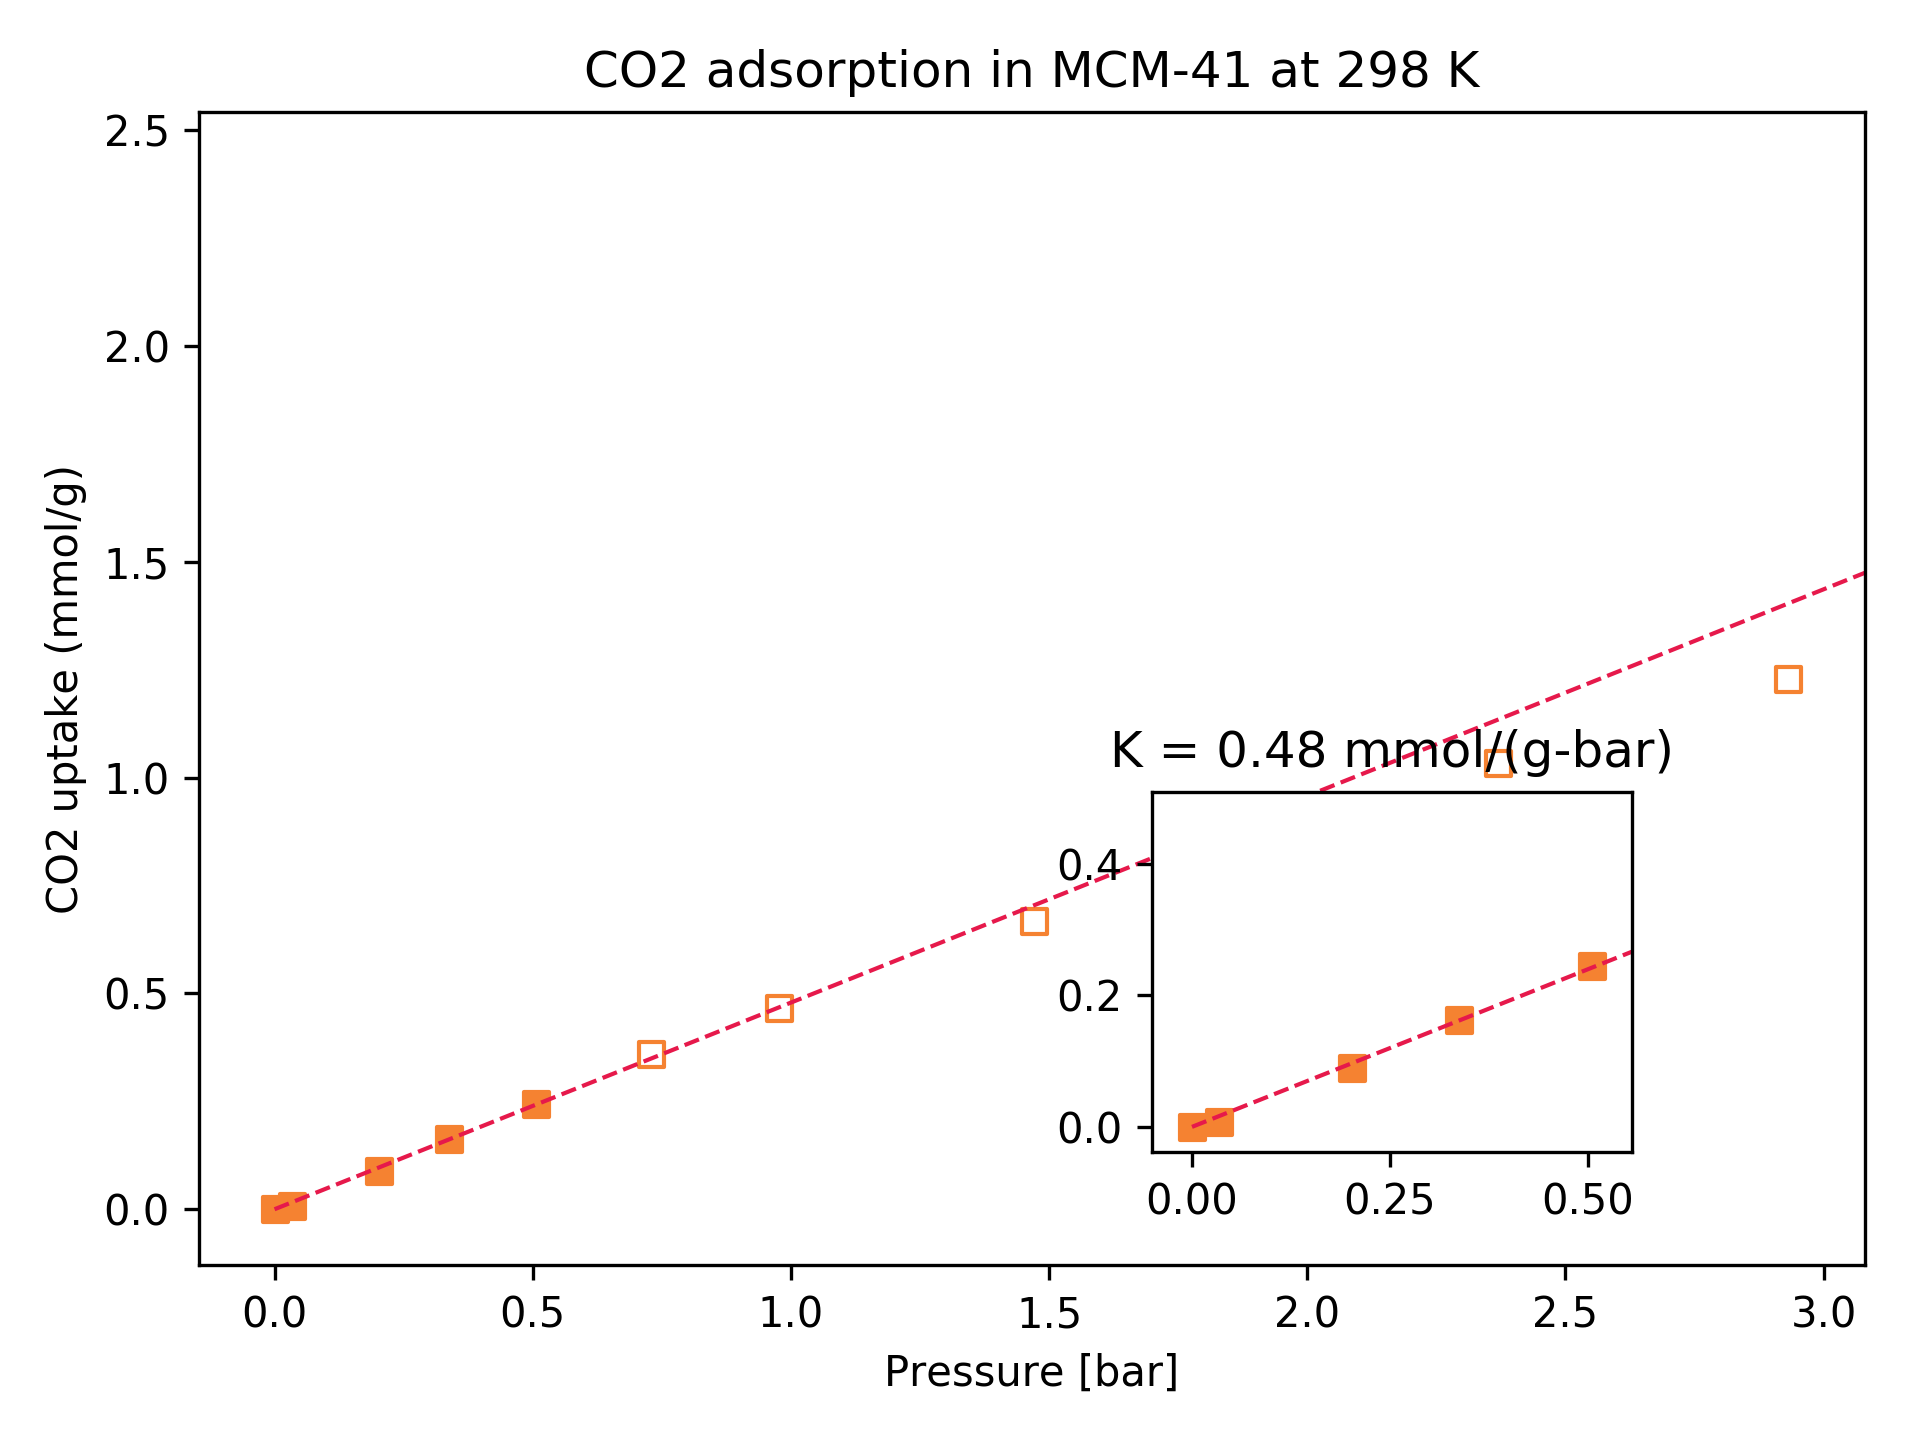 CO2 adsorption in MCM-41 at 298 K
2.5
2.0
1.5
1.0
0.5
0.0
CO2 uptake (mmol/g)
K = 0.48 mmol/(g-bar)
0.4
0.2
0.0
0.00 0.25 0.50
0.0 0.5 1.0 1.5 2.0 2.5 3.0
Pressure [bar]